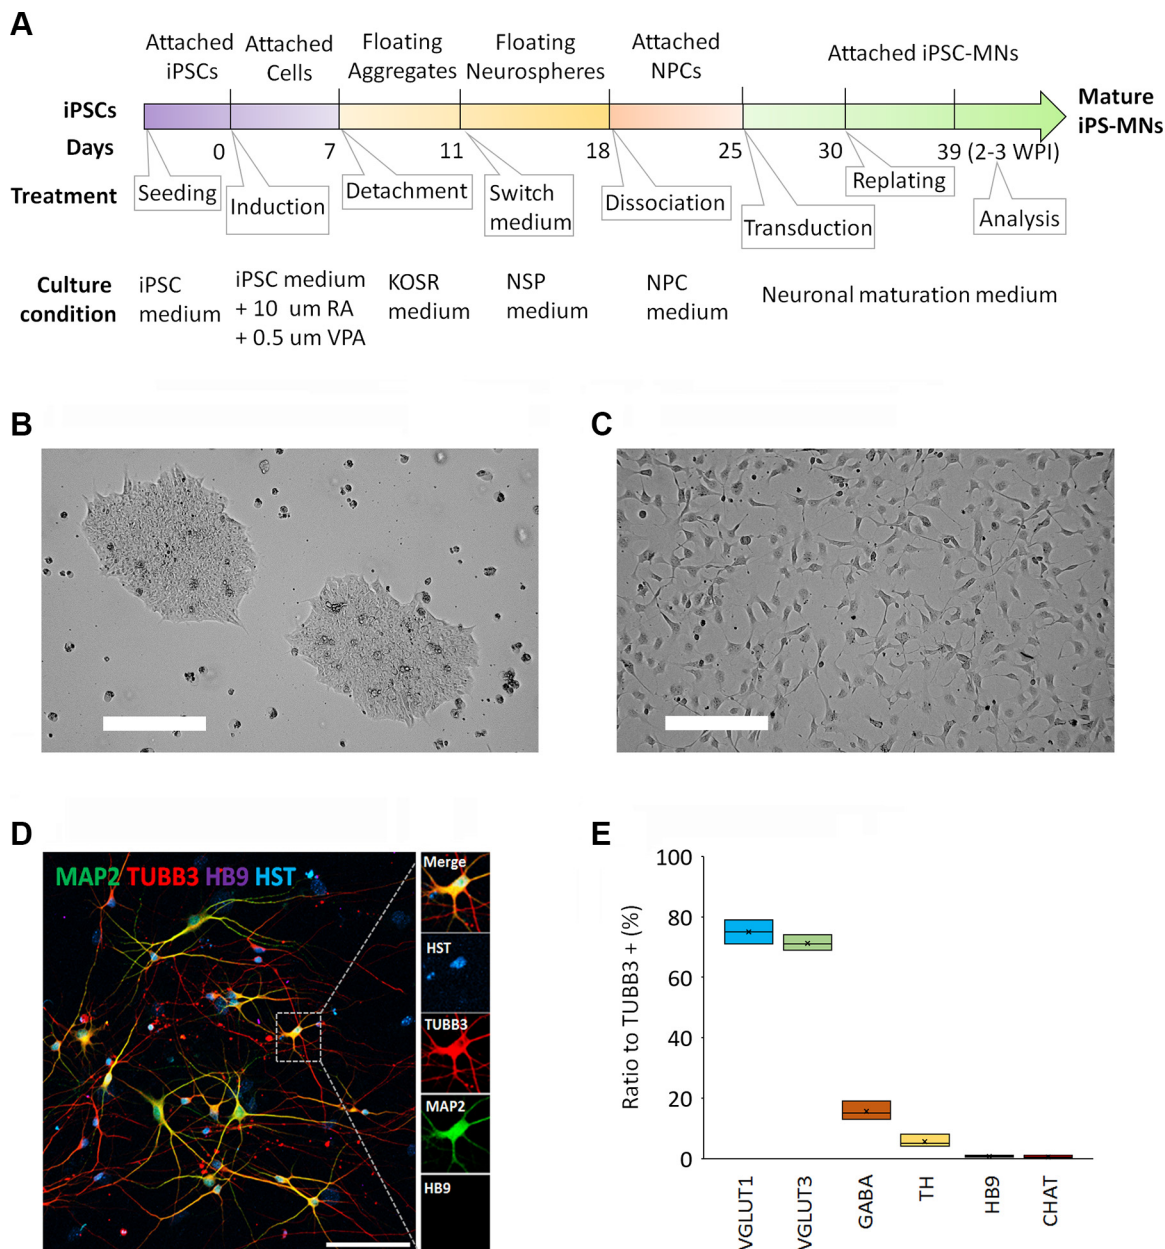 A
Attached iPSCs
Attached Cells
Floating Aggregates
Floating Neurospheres
Attached NPCs
Attached iPSC-MNs
iPSCs
Mature iPS-MNs
Days
0
7
11
18
25
30
39 (2-3 WPI)
Treatment
Seeding
Induction
Detachment
Switch medium
Dissociation
Transduction
Replating
Analysis
Culture condition
iPSC medium
iPSC medium
+ 10 um RA
+ 0.5 um VPA
KOSR medium
NSP medium
NPC medium
Neuronal maturation medium
B
C
D
MAP2 TUBB3 HB9 HST
Merge
HST
TUBB3
MAP2
HB9
E
Ratio to TUBB3 + (%)
100
80
60
40
20
0
VGLUT1
VGLUT3
GABA
TH
HB9
CHAT